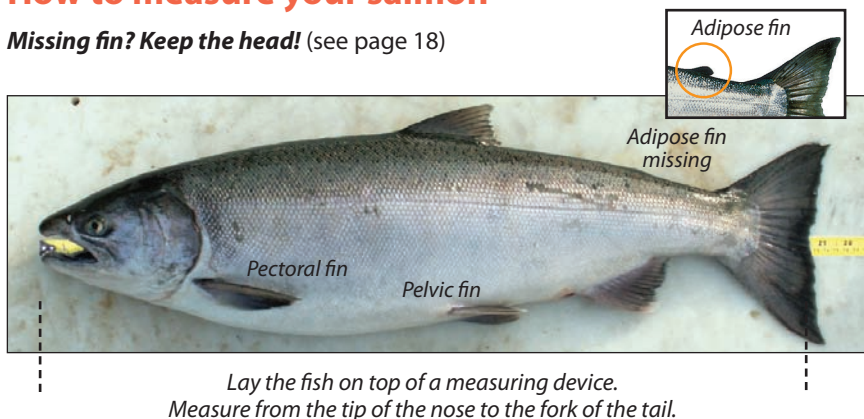 How to measure your salmon
Missing fin? Keep the head! (see page 18)
Adipose fin
Adipose fin
missing
Pectoral fin
Pelvic fin
Lay the fish on top of a measuring device.
Measure from the tip of the nose to the fork of the tail.